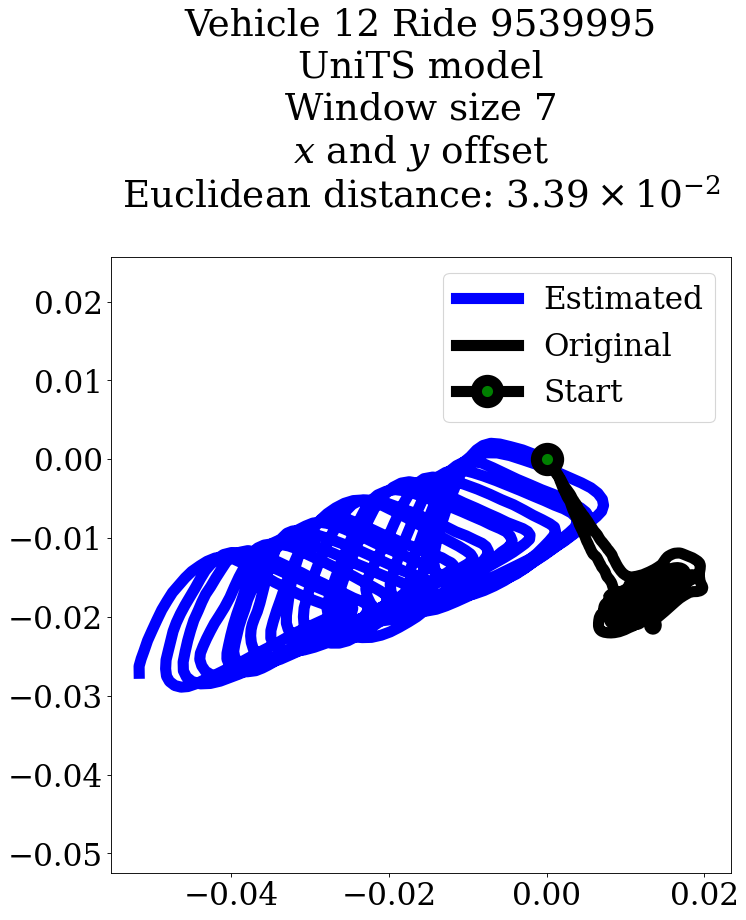 Vehicle 12 Ride 9539995
UniTS model
Window size 7
x and y offset
Euclidean distance: 3.39 × 10⁻²
Estimated
Original
Start
0.02
0.01
0.00
−0.01
−0.02
−0.03
−0.04
−0.05
−0.04
−0.02
0.00
0.02